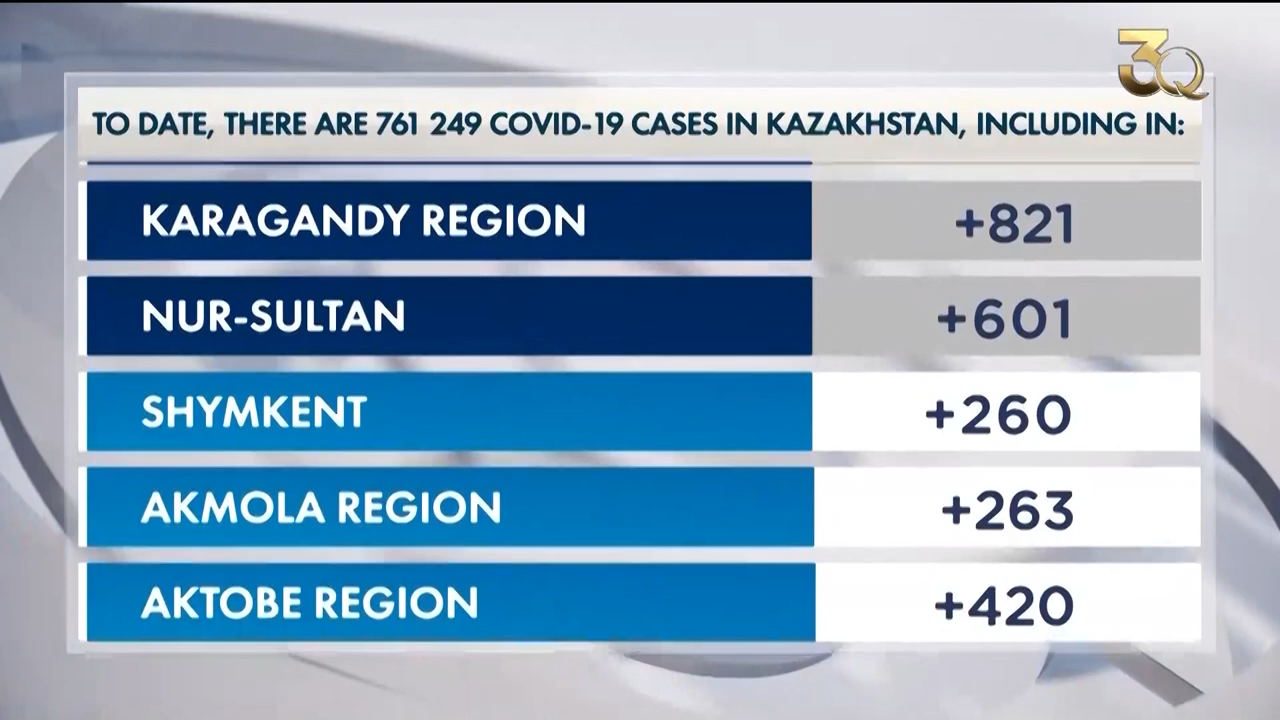 3Q
TO DATE, THERE ARE 761 249 COVID-19 CASES IN KAZAKHSTAN, INCLUDING IN:
KARAGANDY REGION +821
NUR-SULTAN +601
SHYMKENT +260
AKMOLA REGION +263
AKTOBE REGION +420